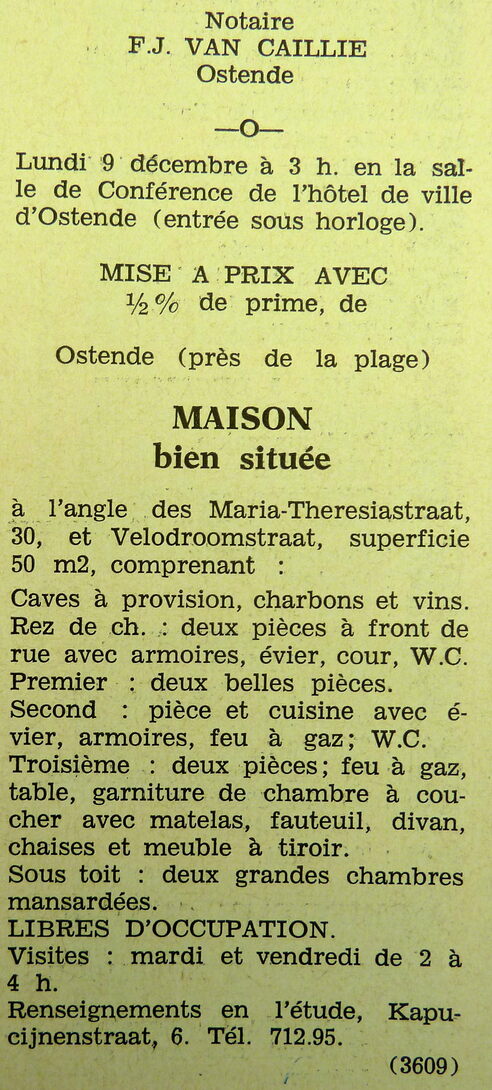 Notaire
F.J. VAN CAILLIE
Ostende
—O—
Lundi 9 décembre à 3 h. en la sal-
le de Conférence de l'hôtel de ville
d'Ostende (entrée sous horloge).
MISE A PRIX AVEC
½ % de prime, de
Ostende (près de la plage)
MAISON
bien située
à l'angle des Maria-Theresiastraat,
30, et Velodroomstraat, superficie
50 m2, comprenant :
Caves à provision, charbons et vins.
Rez de ch. : deux pièces à front de
rue avec armoires, évier, cour, W.C.
Premier : deux belles pièces.
Second : pièce et cuisine avec é-
vier, armoires, feu à gaz; W.C.
Troisième : deux pièces; feu à gaz,
table, garniture de chambre à cou-
cher avec matelas, fauteuil, divan,
chaises et meuble à tiroir.
Sous toit : deux grandes chambres
mansardées.
LIBRES D'OCCUPATION.
Visites : mardi et vendredi de 2 à
4 h.
Renseignements en l'étude, Kapu-
cijnenstraat, 6. Tél. 712.95.
(3609)